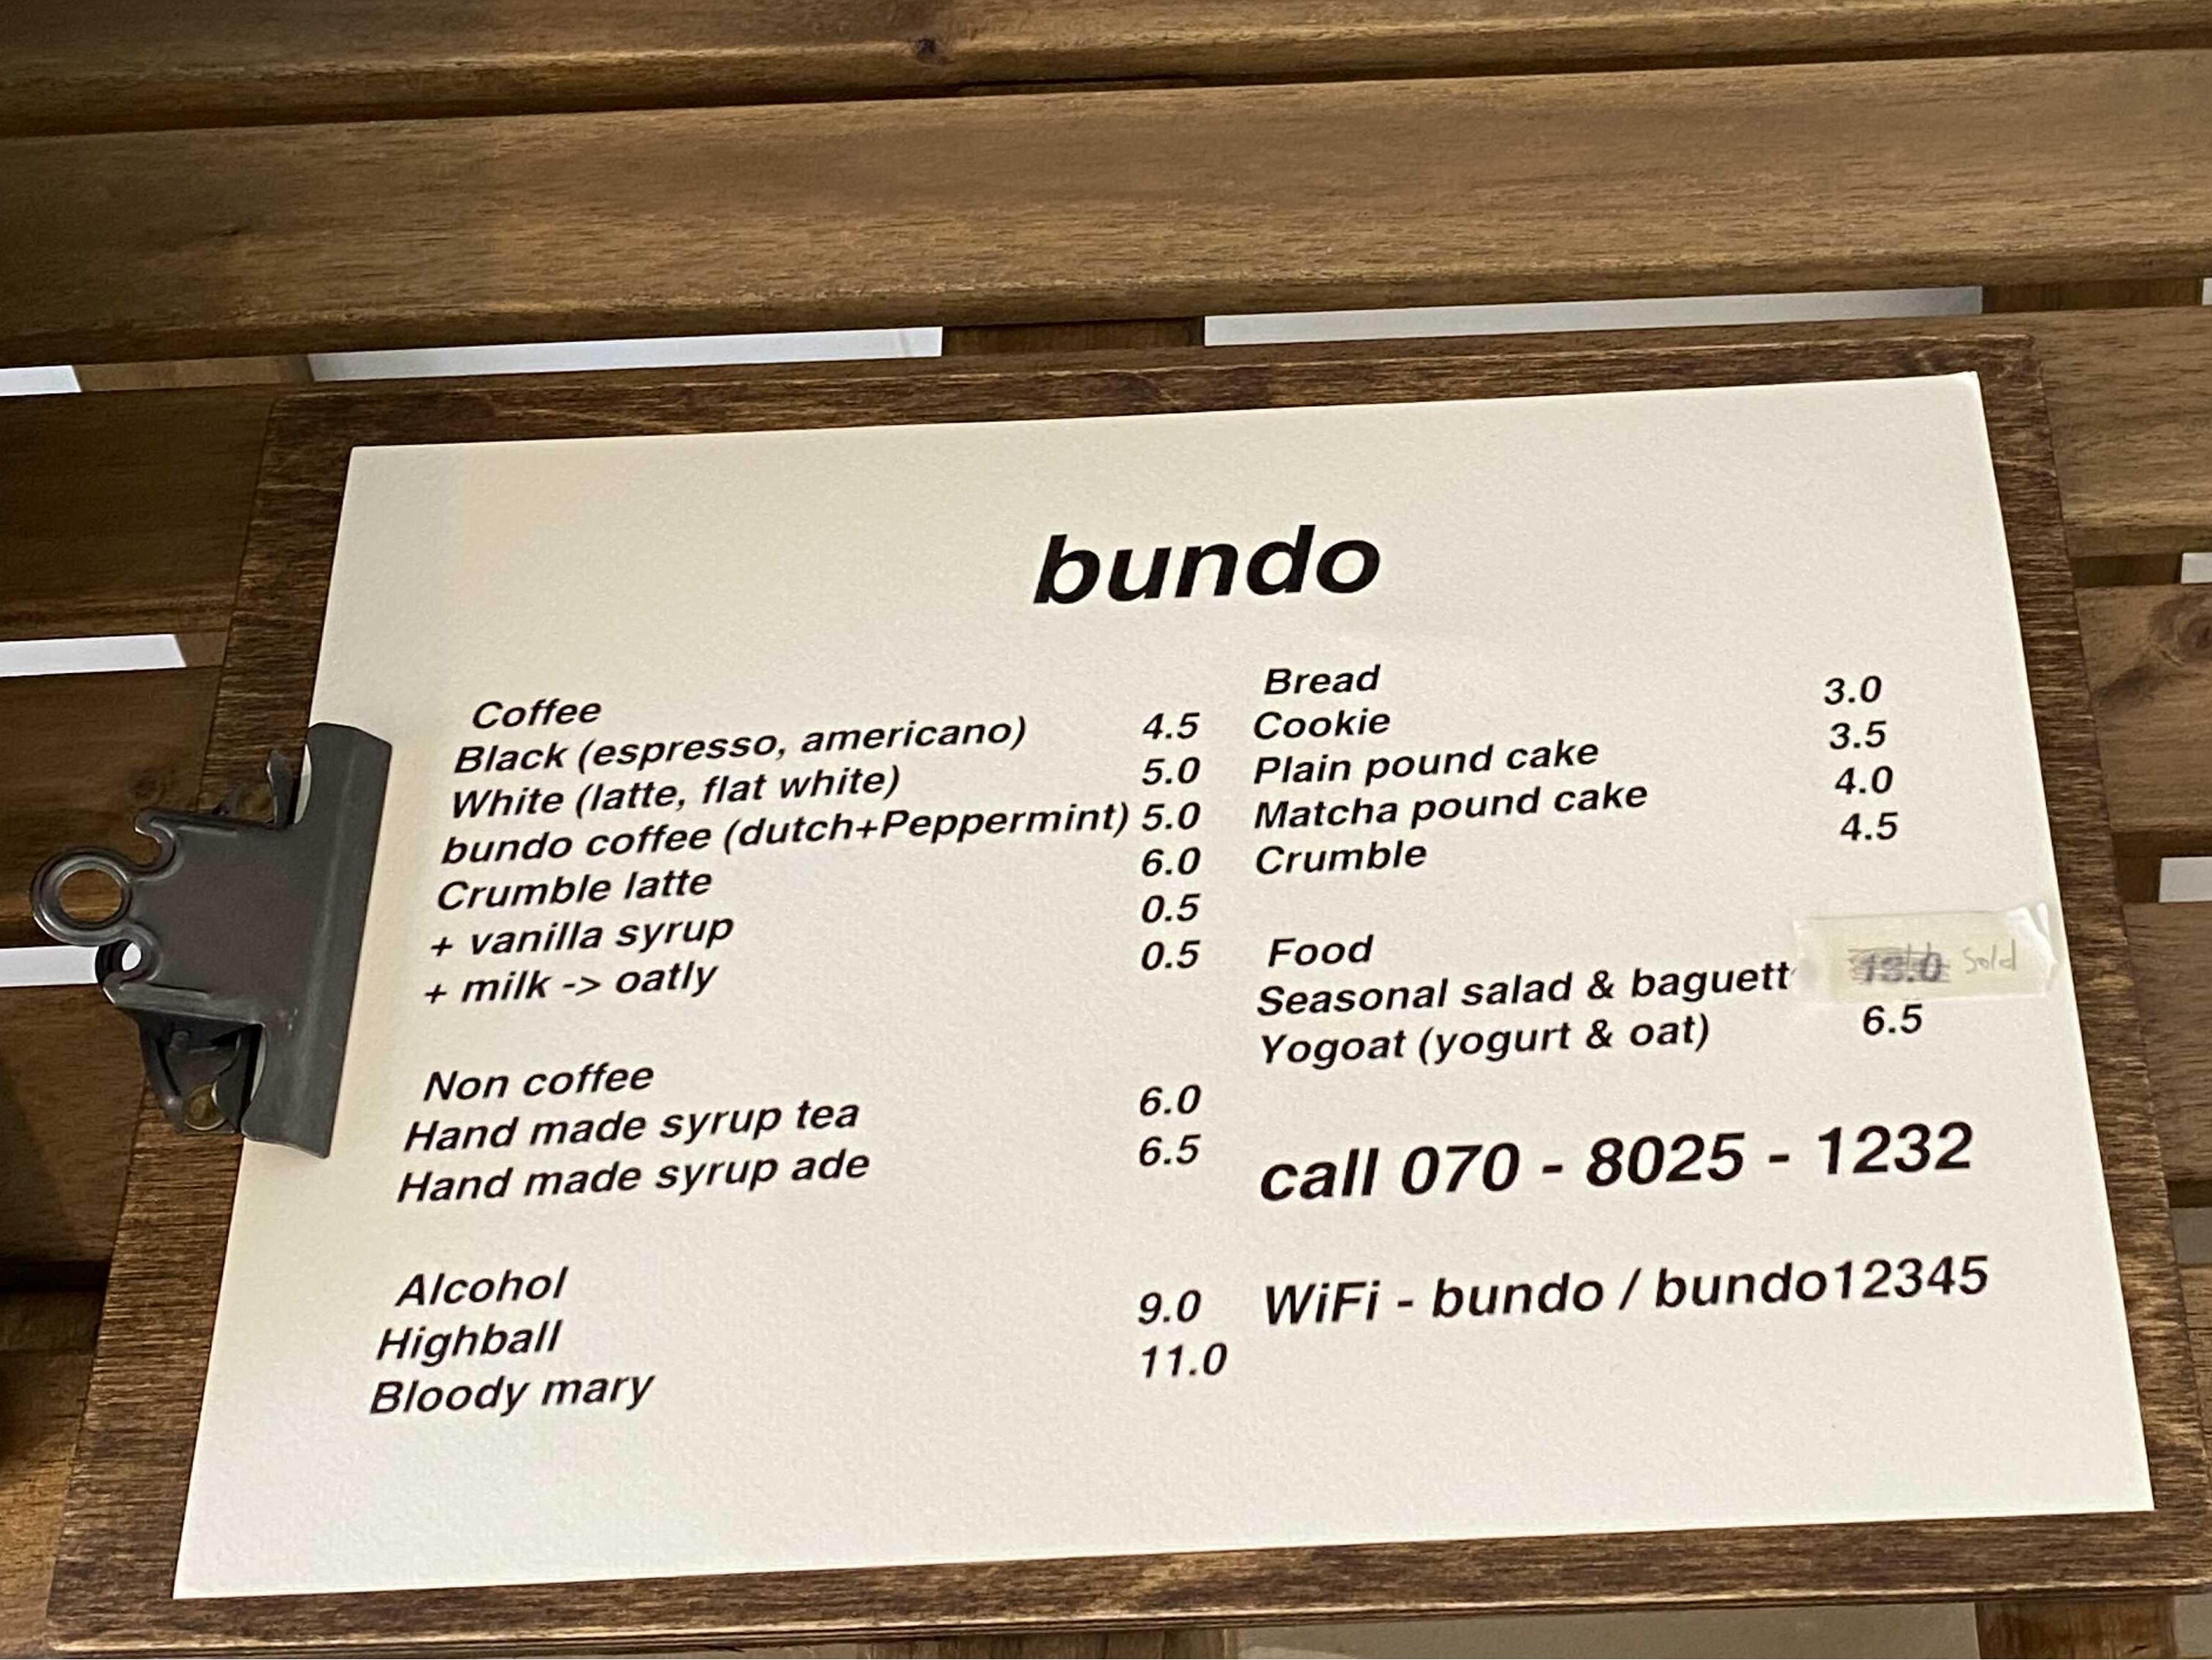 bundo
Coffee
Black (espresso, americano) 4.5
White (latte, flat white) 5.0
bundo coffee (dutch+Peppermint) 5.0
Crumble latte 6.0
+ vanilla syrup 0.5
+ milk -> oatly 0.5
Non coffee
Hand made syrup tea 6.0
Hand made syrup ade 6.5
Alcohol
Highball 9.0
Bloody mary 11.0
Bread
Cookie 3.0
Plain pound cake 3.5
Matcha pound cake 4.0
Crumble 4.5
Food
Seasonal salad & baguett Sold
Yogoat (yogurt & oat) 6.5
call 070 - 8025 - 1232
WiFi - bundo / bundo12345